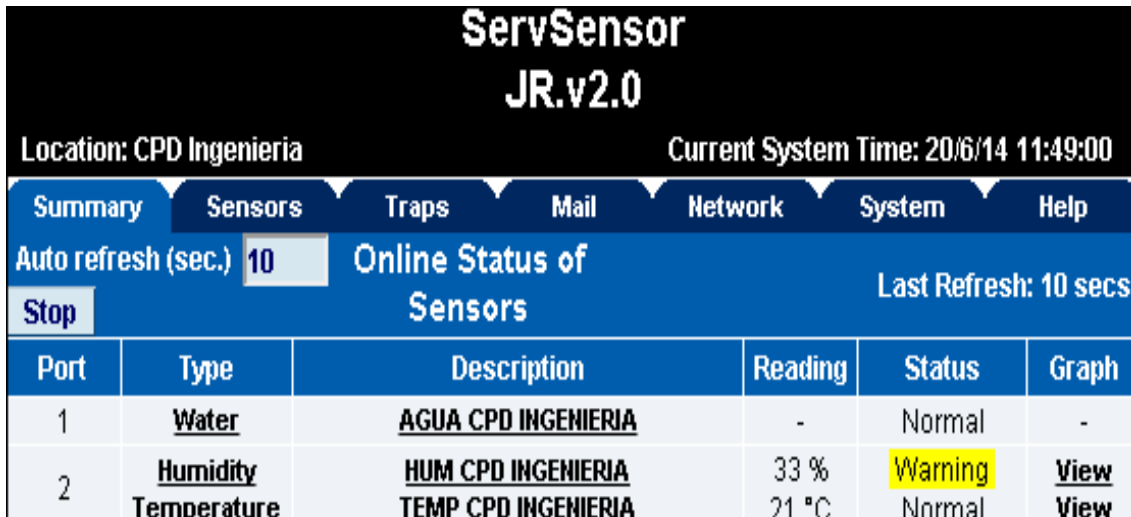 ServSensor
JR.v2.0
Location: CPD Ingenieria Current System Time: 20/6/14 11:49:00
Summary Sensors Traps Mail Network System Help
Auto refresh (sec.) 10 Online Status of
Sensors Last Refresh: 10 secs
Stop
Port Type Description Reading Status Graph
1 Water AGUA CPD INGENIERIA - Normal -
2 Humidity HUM CPD INGENIERIA 33 % Warning View
Temperature TEMP CPD INGENIERIA 21 °C Normal View